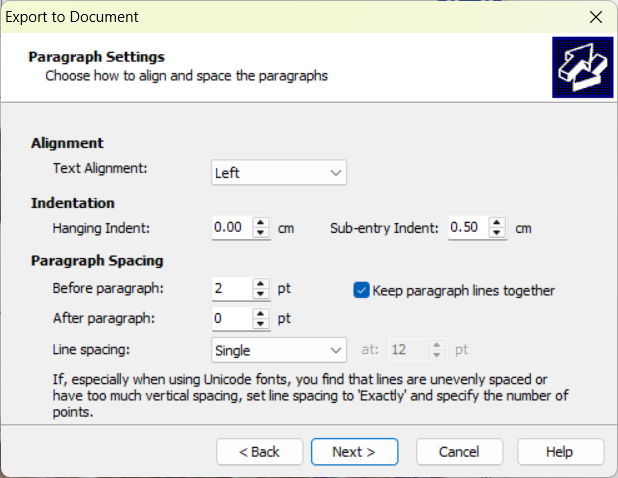 Export to Document
Paragraph Settings
Choose how to align and space the paragraphs
Alignment
Text Alignment: Left
Indentation
Hanging Indent: 0.00 cm Sub-entry Indent: 0.50 cm
Paragraph Spacing
Before paragraph: 2 pt Keep paragraph lines together
After paragraph: 0 pt
Line spacing: Single at: 12 pt
If, especially when using Unicode fonts, you find that lines are unevenly spaced or
have too much vertical spacing, set line spacing to 'Exactly' and specify the number of
points.
< Back Next > Cancel Help